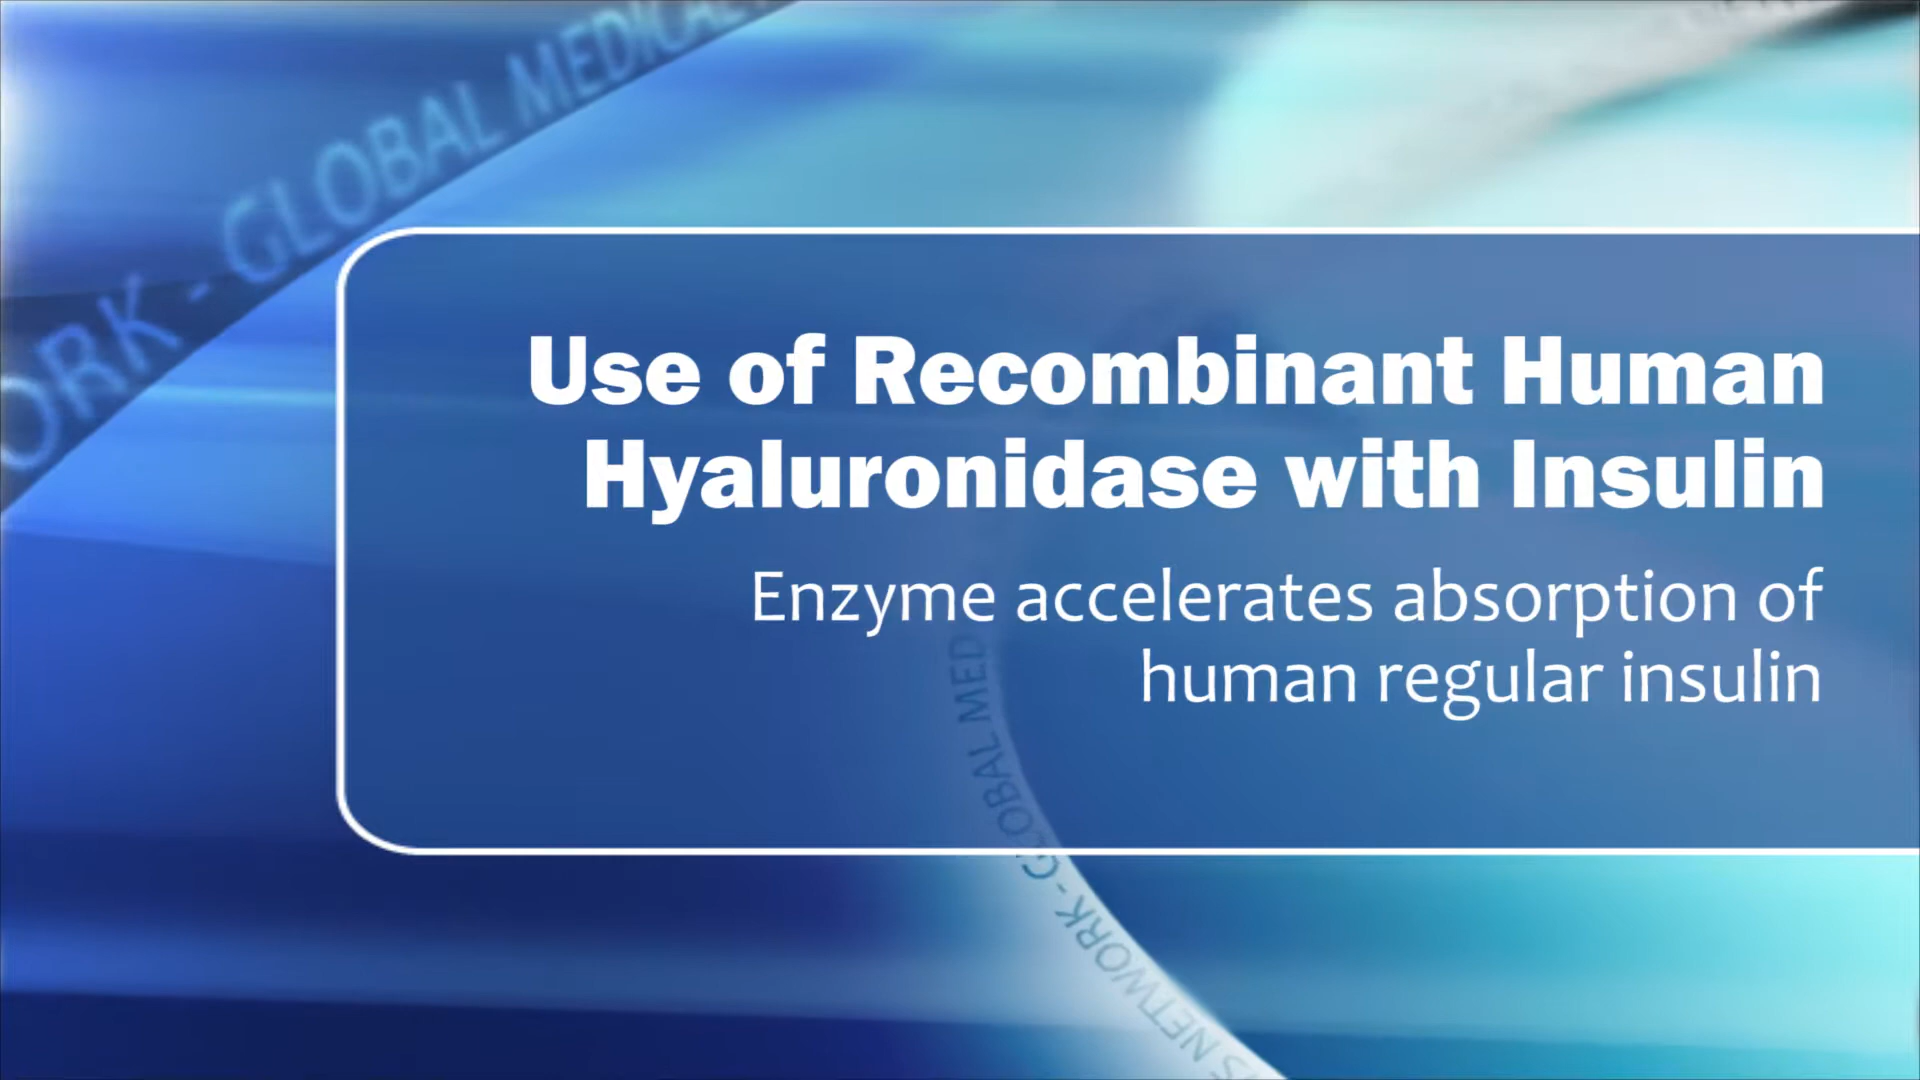 ORK - GLOBAL MEDICAL
Use of Recombinant Human
Hyaluronidase with Insulin
Enzyme accelerates absorption of
human regular insulin
S NETWORK - GLOBAL MED